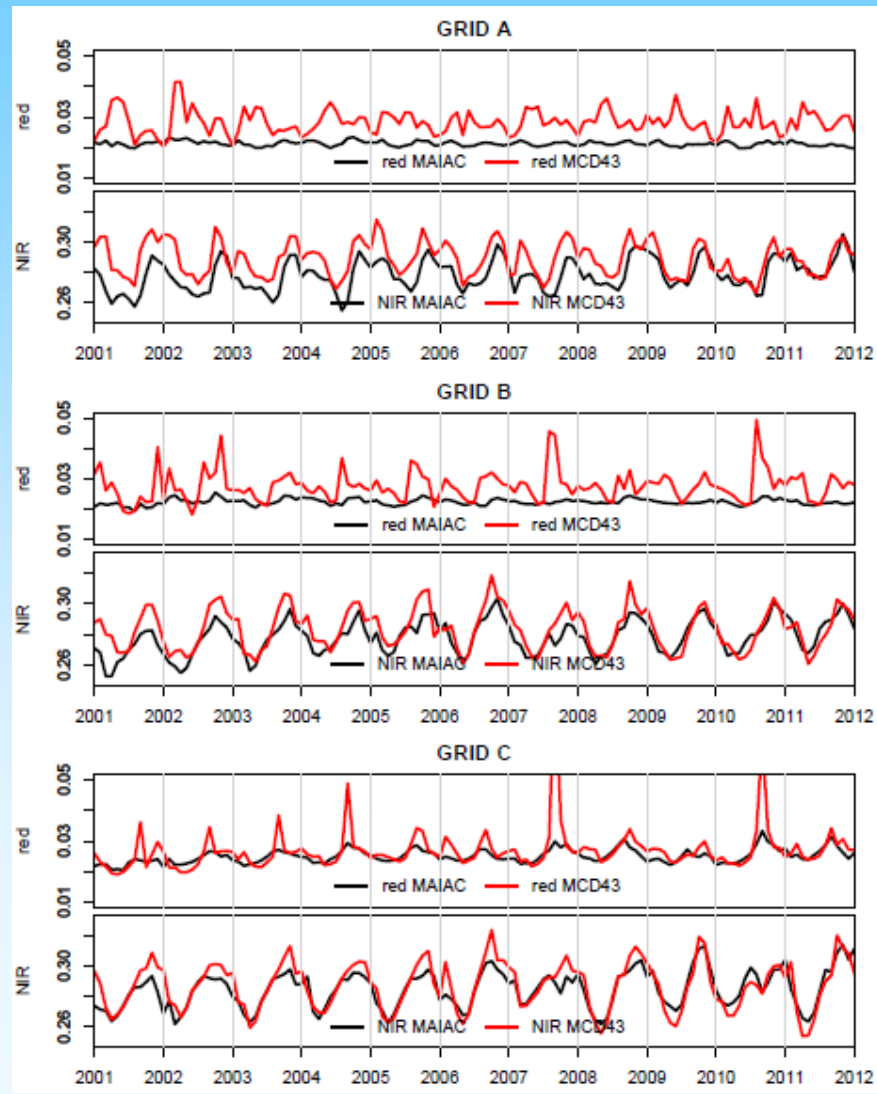 GRID A
red
0.01 0.03 0.05
red MAIAC red MCD43
NIR
0.26 0.30
NIR MAIAC NIR MCD43
2001 2002 2003 2004 2005 2006 2007 2008 2009 2010 2011 2012
GRID B
red
0.01 0.03 0.05
red MAIAC red MCD43
NIR
0.26 0.30
NIR MAIAC NIR MCD43
2001 2002 2003 2004 2005 2006 2007 2008 2009 2010 2011 2012
GRID C
red
0.01 0.03 0.05
red MAIAC red MCD43
NIR
0.26 0.30
NIR MAIAC NIR MCD43
2001 2002 2003 2004 2005 2006 2007 2008 2009 2010 2011 2012